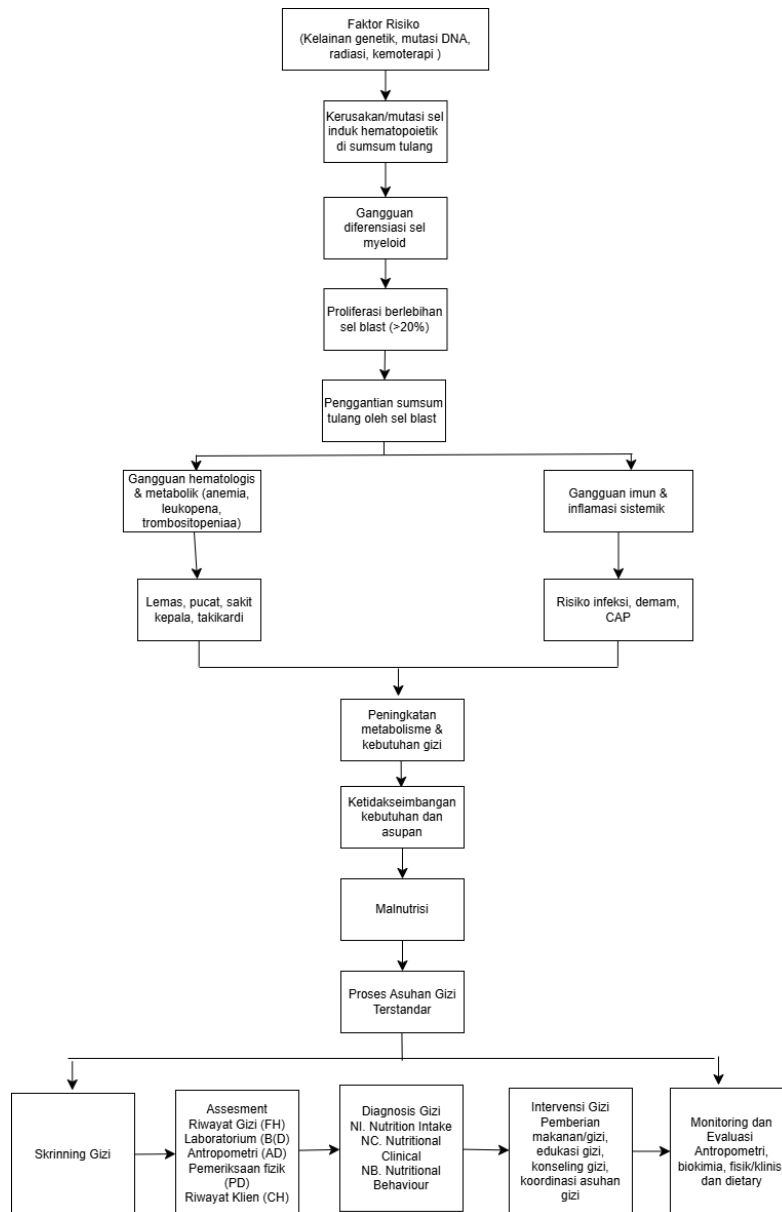 Faktor Risiko
(Kelainan genetik, mutasi DNA,
radiasi, kemoterapi )
Kerusakan/mutasi sel
induk hematopoietik
di sumsum tulang
Gangguan
diferensiasi sel
myeloid
Proliferasi berlebihan
sel blast (>20%)
Penggantian sumsum
tulang oleh sel blast
Gangguan hematologis
& metabolik (anemia,
leukopena,
trombositopeniaa)
Gangguan imun &
inflamasi sistemik
Lemas, pucat, sakit
kepala, takikardi
Risiko infeksi, demam,
CAP
Peningkatan
metabolisme &
kebutuhan gizi
Ketidakseimbangan
kebutuhan dan
asupan
Malnutrisi
Proses Asuhan Gizi
Terstandar
Skrinning Gizi
Assesment
Riwayat Gizi (FH)
Laboratorium (B(D)
Antropometri (AD)
Pemeriksaan fizik
(PD)
Riwayat Klien (CH)
Diagnosis Gizi
NI. Nutrition Intake
NC. Nutritional
Clinical
NB. Nutritional
Behaviour
Intervensi Gizi
Pemberian
makanan/gizi,
edukasi gizi,
konseling gizi,
koordinasi asuhan
gizi
Monitoring dan
Evaluasi
Antropometri,
biokimia, fisik/klinis
dan dietary